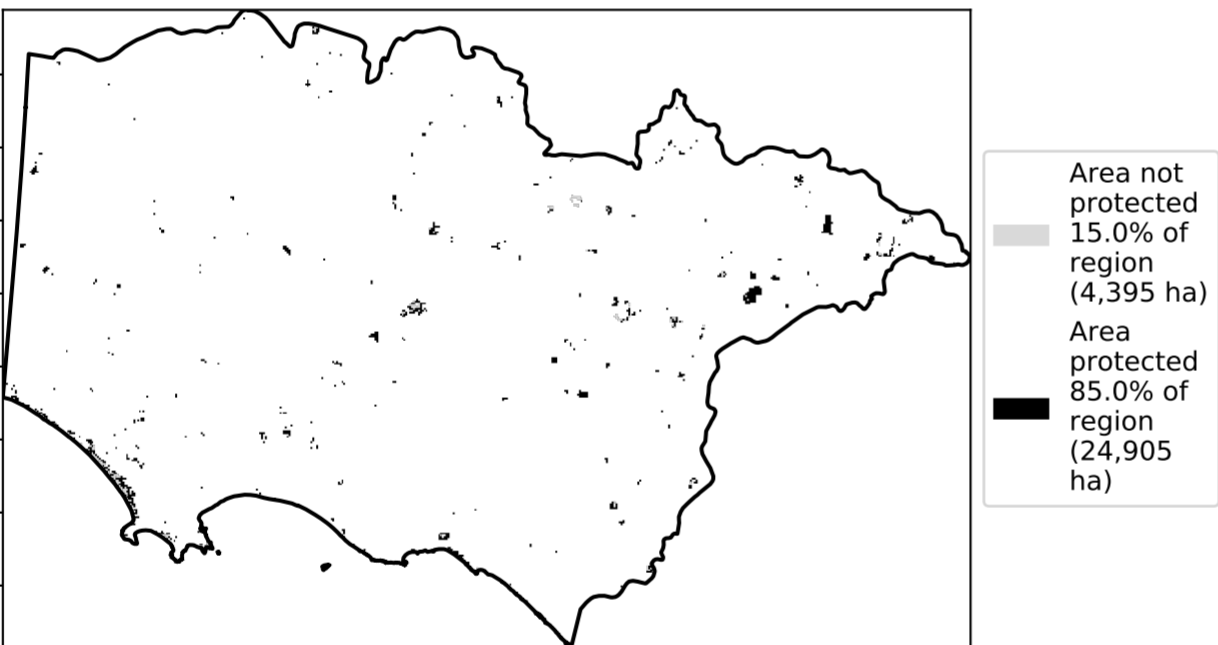 Area not
protected
15.0% of
region
(4,395 ha)
Area
protected
85.0% of
region
(24,905
ha)